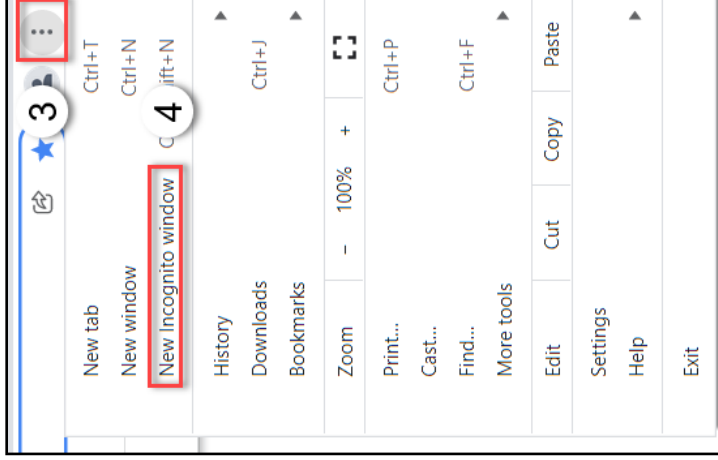 3
New tab Ctrl+T
New window Ctrl+N
New Incognito window 4 ift+N
History
Downloads Ctrl+J
Bookmarks
Zoom - 100% +
Print... Ctrl+P
Cast...
Find... Ctrl+F
More tools
Edit Cut Copy Paste
Settings
Help
Exit